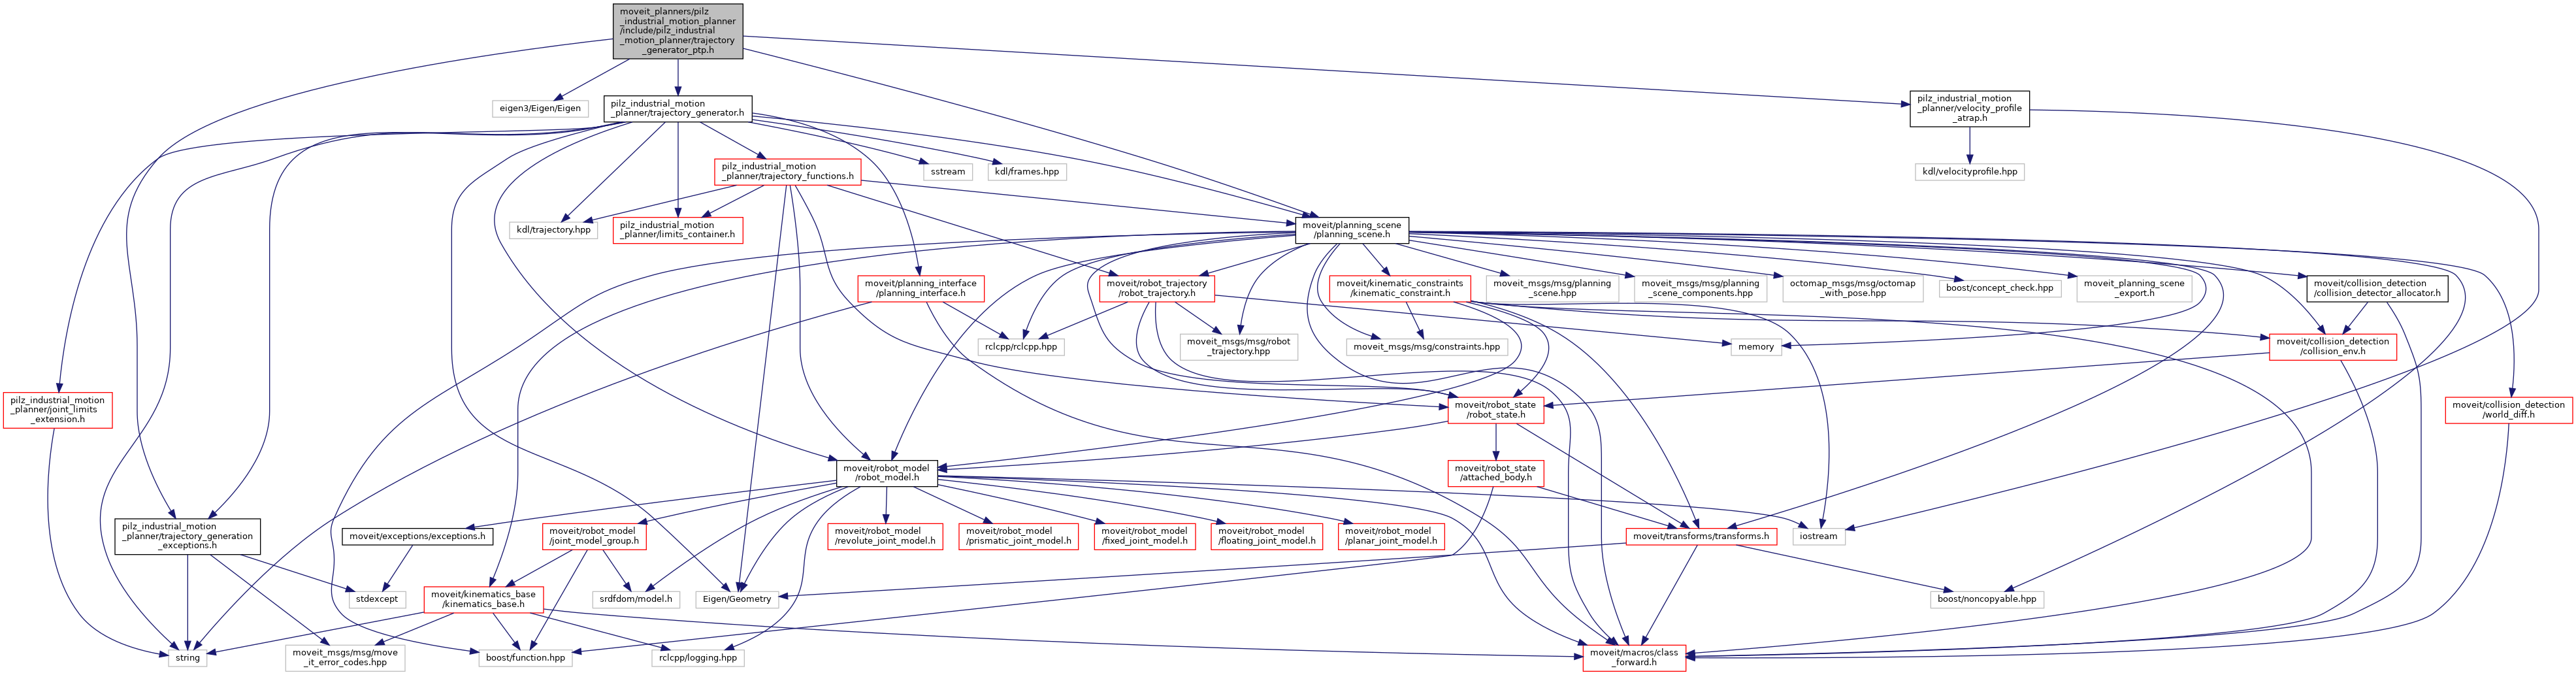 moveit_planners/pilz
_industrial_motion_planner
/include/pilz_industrial
_motion_planner/trajectory
_generator_ptp.h
eigen3/Eigen/Eigen
pilz_industrial_motion
_planner/trajectory_generator.h
pilz_industrial_motion
_planner/velocity_profile
_atrap.h
pilz_industrial_motion
_planner/trajectory_functions.h
sstream
kdl/frames.hpp
kdl/velocityprofile.hpp
kdl/trajectory.hpp
pilz_industrial_motion
_planner/limits_container.h
moveit/planning_scene
/planning_scene.h
moveit/planning_interface
/planning_interface.h
moveit/robot_trajectory
/robot_trajectory.h
moveit/kinematic_constraints
/kinematic_constraint.h
moveit_msgs/msg/planning
_scene.hpp
moveit_msgs/msg/planning
_scene_components.hpp
octomap_msgs/msg/octomap
_with_pose.hpp
boost/concept_check.hpp
moveit_planning_scene
_export.h
moveit/collision_detection
/collision_detector_allocator.h
rclcpp/rclcpp.hpp
moveit_msgs/msg/robot
_trajectory.hpp
moveit_msgs/msg/constraints.hpp
memory
moveit/collision_detection
/collision_env.h
pilz_industrial_motion
_planner/joint_limits
_extension.h
moveit/robot_state
/robot_state.h
moveit/collision_detection
/world_diff.h
moveit/robot_model
/robot_model.h
moveit/robot_state
/attached_body.h
pilz_industrial_motion
_planner/trajectory_generation
_exceptions.h
moveit/exceptions/exceptions.h
moveit/robot_model
/joint_model_group.h
moveit/robot_model
/revolute_joint_model.h
moveit/robot_model
/prismatic_joint_model.h
moveit/robot_model
/fixed_joint_model.h
moveit/robot_model
/floating_joint_model.h
moveit/robot_model
/planar_joint_model.h
moveit/transforms/transforms.h
iostream
stdexcept
moveit/kinematics_base
/kinematics_base.h
srdfdom/model.h
Eigen/Geometry
boost/noncopyable.hpp
string
moveit_msgs/msg/move
_it_error_codes.hpp
boost/function.hpp
rclcpp/logging.hpp
moveit/macros/class
_forward.h